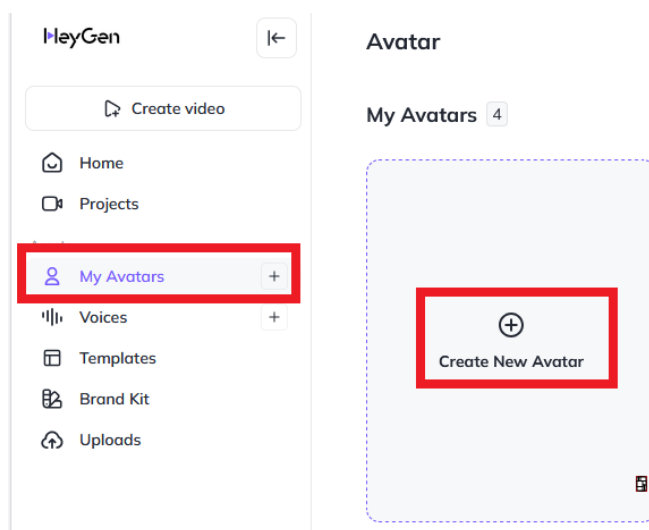 HeyGen
Create video
Home
Projects
My Avatars
+
Voices
+
Templates
Brand Kit
Uploads
Avatar
My Avatars 4
Create New Avatar